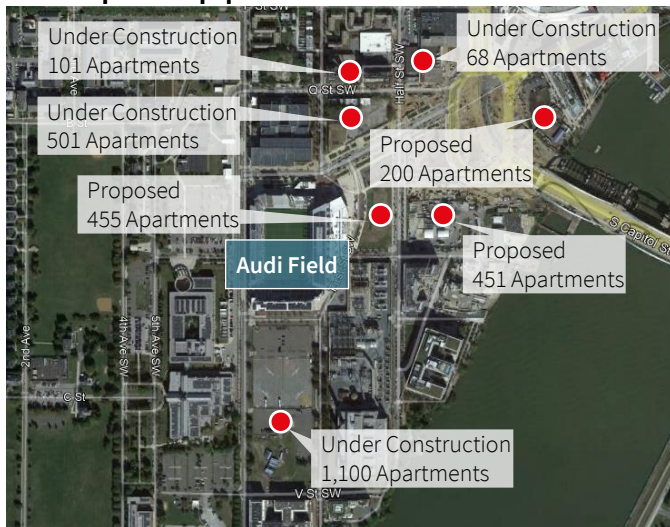 Under Construction
101 Apartments
Under Construction
68 Apartments
Q St SW
Half St SW
Under Construction
501 Apartments
Proposed
200 Apartments
Proposed
455 Apartments
S Capitol St
Audi Field
Proposed
451 Apartments
2nd Ave
4th Ave SW
5th Ave SW
C St
Under Construction
1,100 Apartments
V St SW